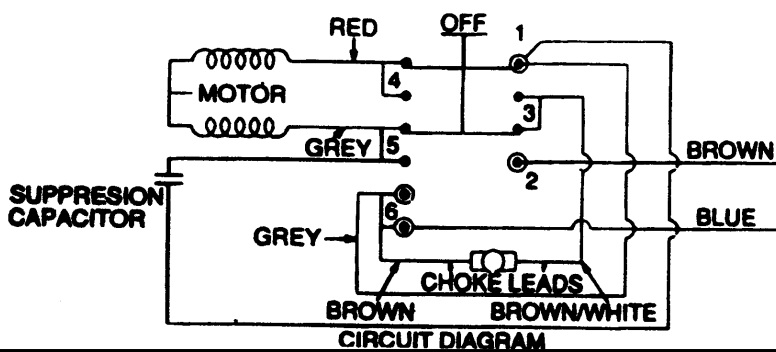 RED
OFF
1
4
MOTOR
3
GREY
5
BROWN
2
SUPPRESION
CAPACITOR
6
BLUE
GREY
CHOKE LEADS
BROWN
BROWN/WHITE
CIRCUIT DIAGRAM